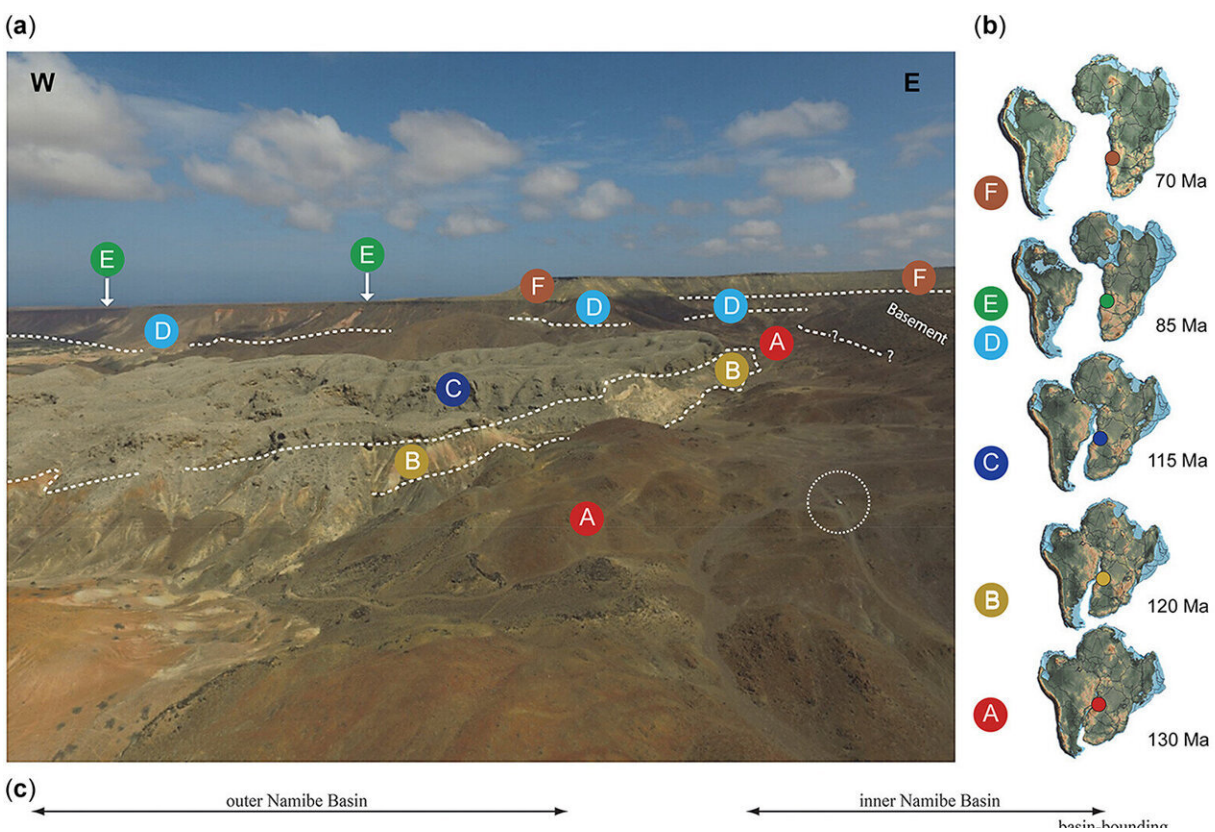 (a)
(b)
W
E
E
E
F
F
D
D
D
Basement
A
?
?
B
C
B
A
F
70 Ma
E
D
85 Ma
C
115 Ma
B
120 Ma
A
130 Ma
(c)
outer Namibe Basin
inner Namibe Basin
basin-bounding